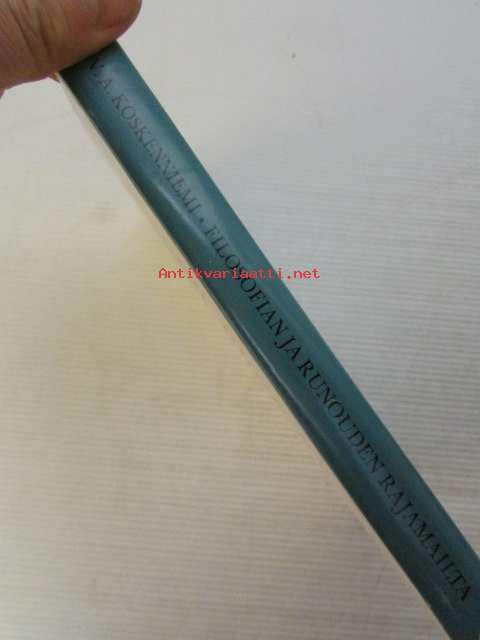 V. A. KOSKENNIEMI • FILOSOFIAN JA RUNOUDEN RAJAMAILTA
Antikvariaatti.net